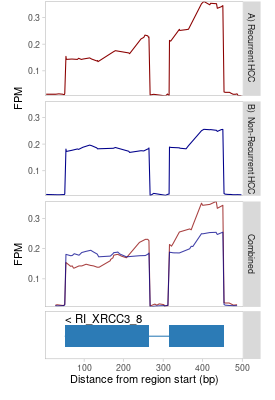 0.3
0.2
0.1
A) Recurrent HCC
FPM
0.3
0.2
0.1
B) Non-Recurrent HCC
0.3
0.2
0.1
Combined
FPM
< RI_XRCC3_8
100
200
300
400
500
Distance from region start (bp)